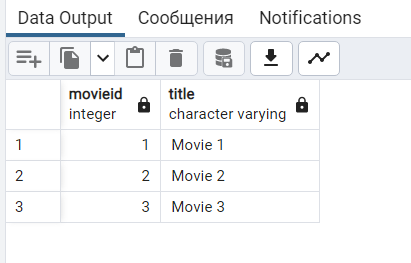 Data Output Сообщения Notifications
movieid title
integer character varying
1 1 Movie 1
2 2 Movie 2
3 3 Movie 3